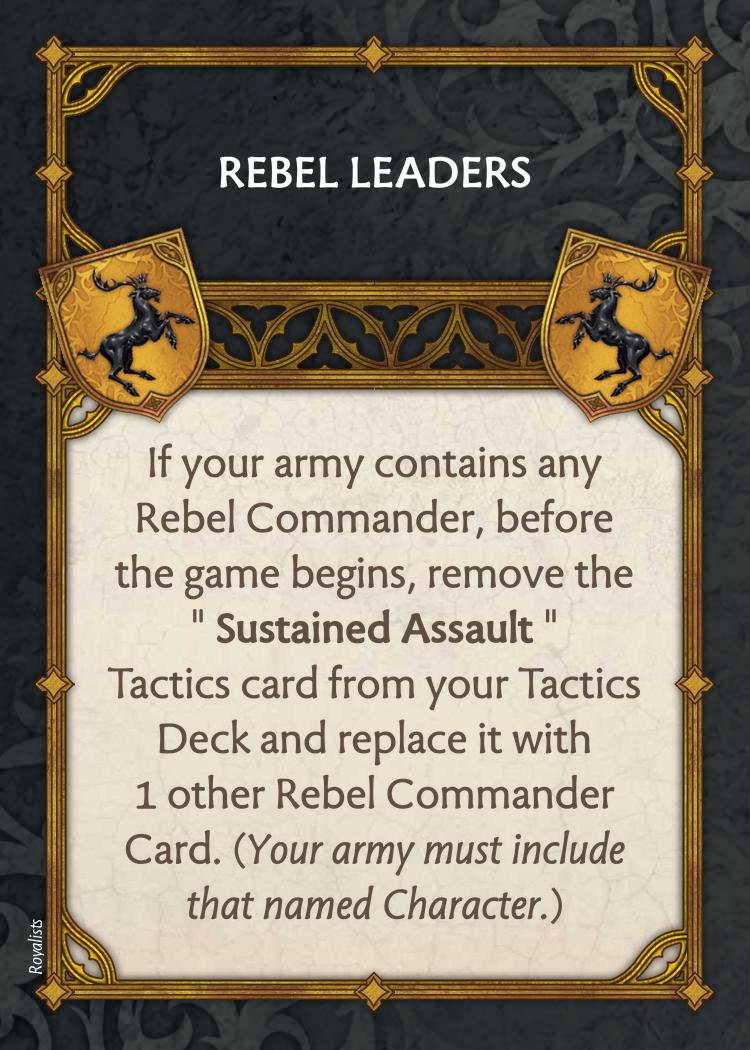 REBEL LEADERS
If your army contains any
Rebel Commander, before
the game begins, remove the
" Sustained Assault "
Tactics card from your Tactics
Deck and replace it with
1 other Rebel Commander
Card. (Your army must include
that named Character.)
Royalists